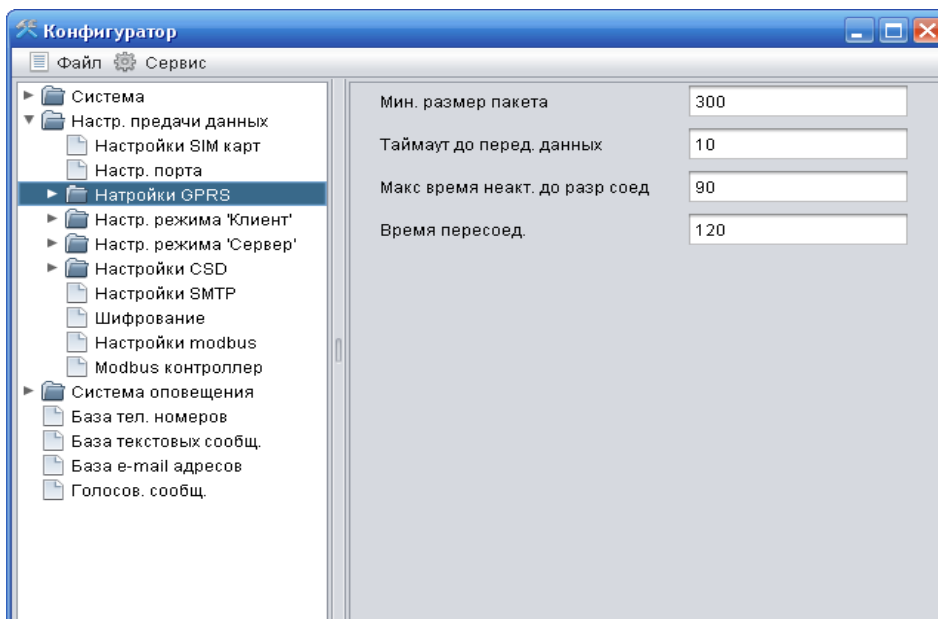 Конфигуратор
Файл Сервис
Система
Настр. предачи данных
Настройки SIM карт
Настр. порта
Натройки GPRS
Настр. режима 'Клиент'
Настр. режима 'Сервер'
Настройки CSD
Настройки SMTP
Шифрование
Настройки modbus
Modbus контроллер
Система оповещения
База тел. номеров
База текстовых сообщ.
База e-mail адресов
Голосов. сообщ.
Мин. размер пакета 300
Таймаут до перед. данных 10
Макс время неакт. до разр соед 90
Время пересоед. 120